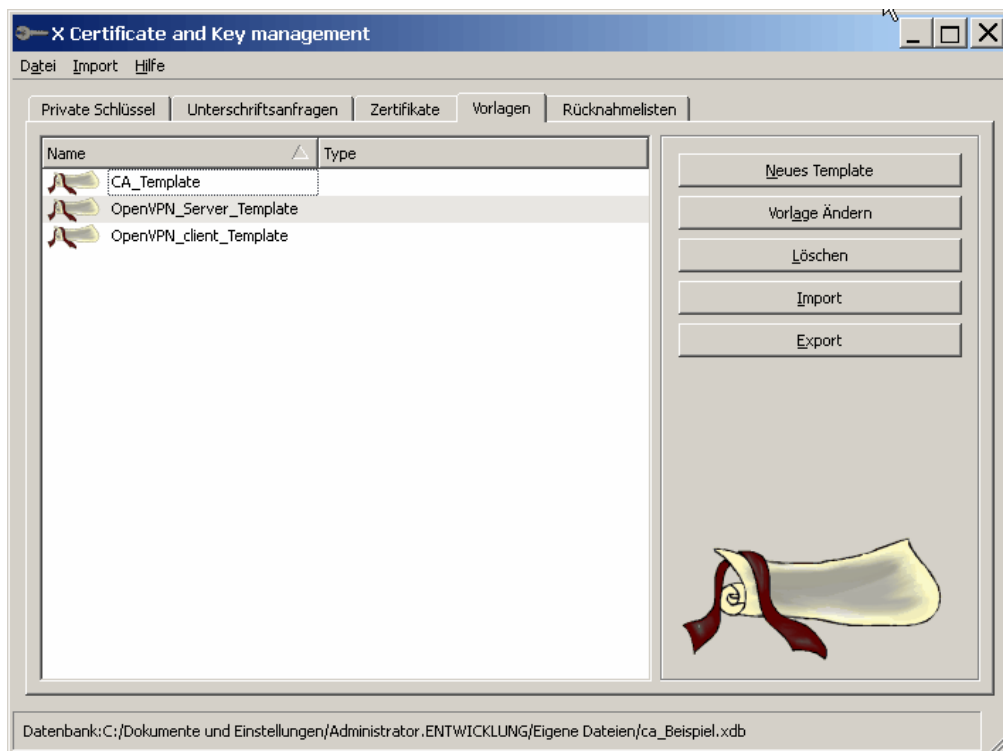 X Certificate and Key management
Datei Import Hilfe
Private Schlüssel Unterschriftsanfragen Zertifikate Vorlagen Rücknahmelisten
Name Type
CA_Template
OpenVPN_Server_Template
OpenVPN_client_Template
Neues Template
Vorlage Ändern
Löschen
Import
Export
Datenbank:C:/Dokumente und Einstellungen/Administrator.ENTWICKLUNG/Eigene Dateien/ca_Beispiel.xdb